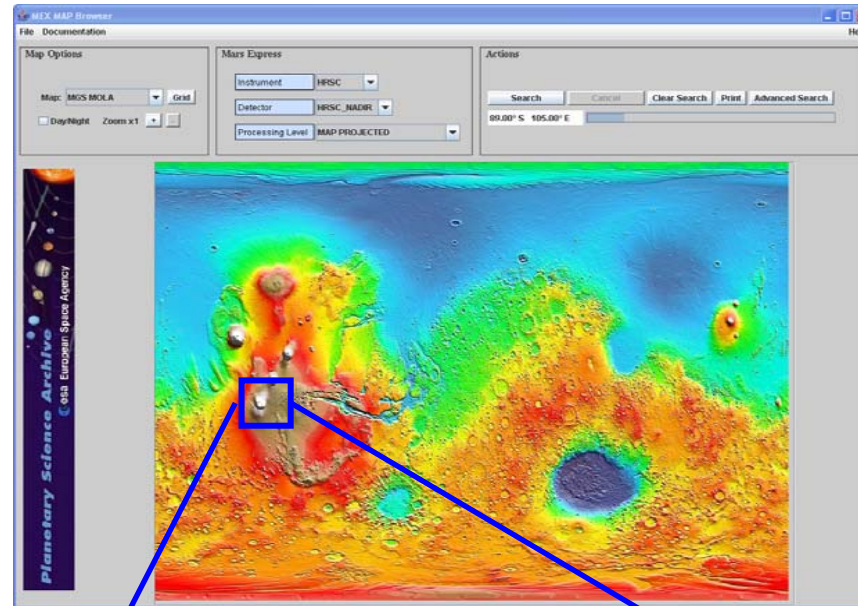 MEX MAP Browser
File Documentation He
Map Options
Map: MGS MOLA Grid
Day/Night Zoom x1 + -
Mars Express
Instrument HRSC
Detector HRSC_NADIR
Processing Level MAP PROJECTED
Actions
Search Cancel Clear Search Print Advanced Search
89.00° S 105.00° E
Planetary Science Archive
esa European Space Agency